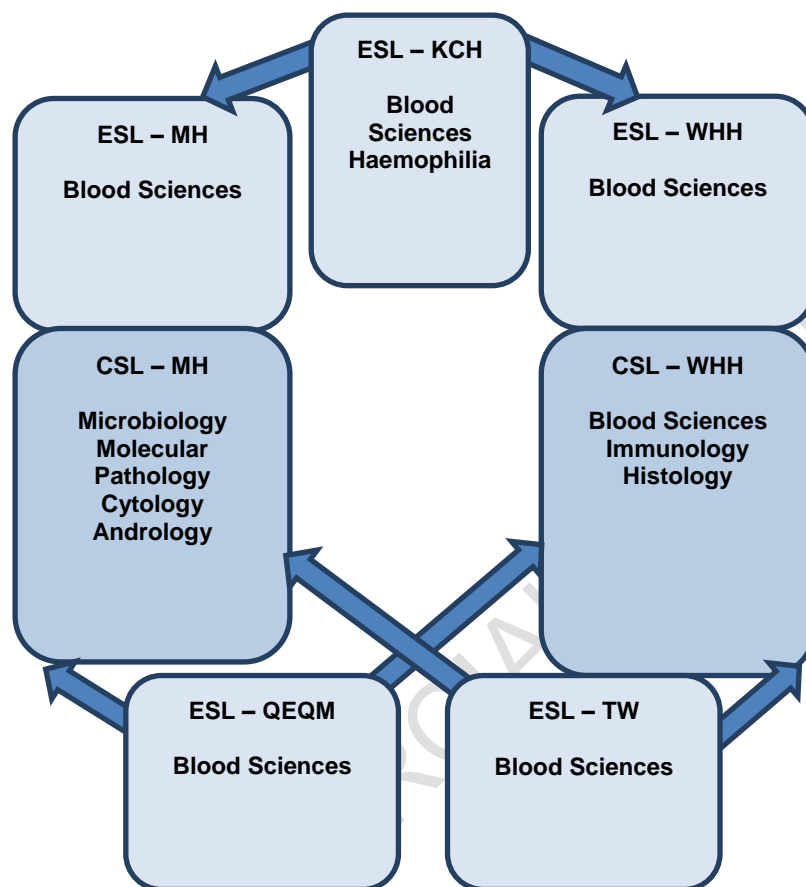 ESL – KCH
Blood
Sciences
Haemophilia
ESL – MH
Blood Sciences
ESL – WHH
Blood Sciences
CSL – MH
Microbiology
Molecular
Pathology
Cytology
Andrology
CSL – WHH
Blood Sciences
Immunology
Histology
ESL – QEQM
Blood Sciences
ESL – TW
Blood Sciences